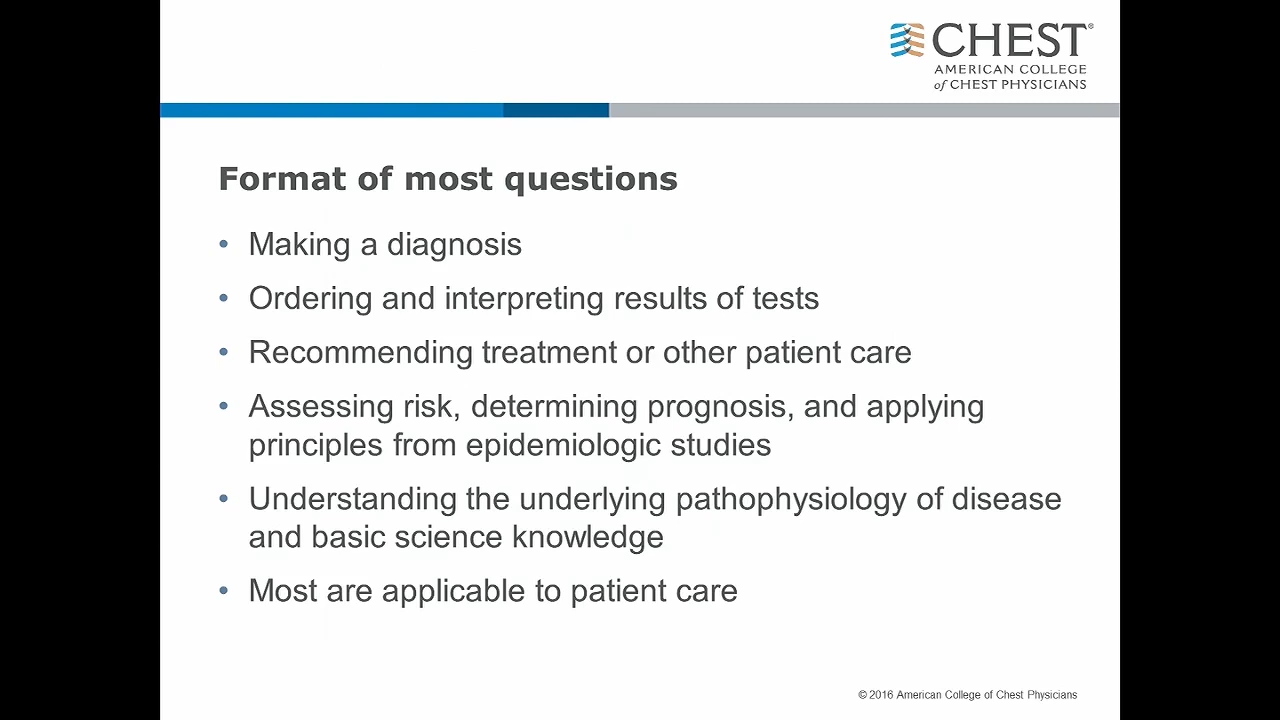 CHEST®
AMERICAN COLLEGE
of CHEST PHYSICIANS
Format of most questions
• Making a diagnosis
• Ordering and interpreting results of tests
• Recommending treatment or other patient care
• Assessing risk, determining prognosis, and applying
principles from epidemiologic studies
• Understanding the underlying pathophysiology of disease
and basic science knowledge
• Most are applicable to patient care
© 2016 American College of Chest Physicians